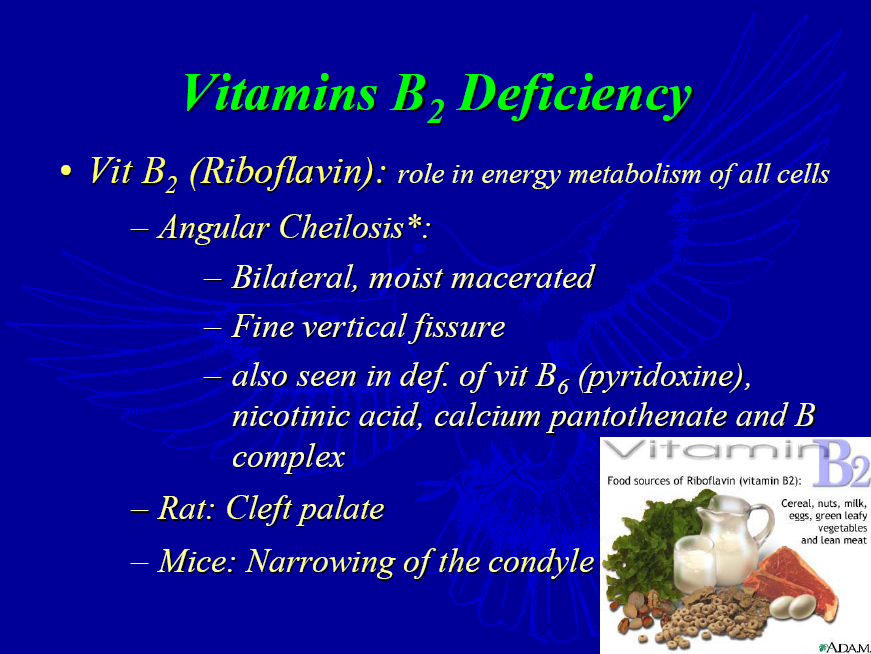 Vitamins B2 Deficiency
• Vit B2 (Riboflavin): role in energy metabolism of all cells
– Angular Cheilosis*:
– Bilateral, moist macerated
– Fine vertical fissure
– also seen in def. of vit B6 (pyridoxine),
nicotinic acid, calcium pantothenate and B
complex
– Rat: Cleft palate
– Mice: Narrowing of the condyle
Vitamin B2
Food sources of Riboflavin (vitamin B2):
Cereal, nuts, milk,
eggs, green leafy
vegetables
and lean meat
ADAM.